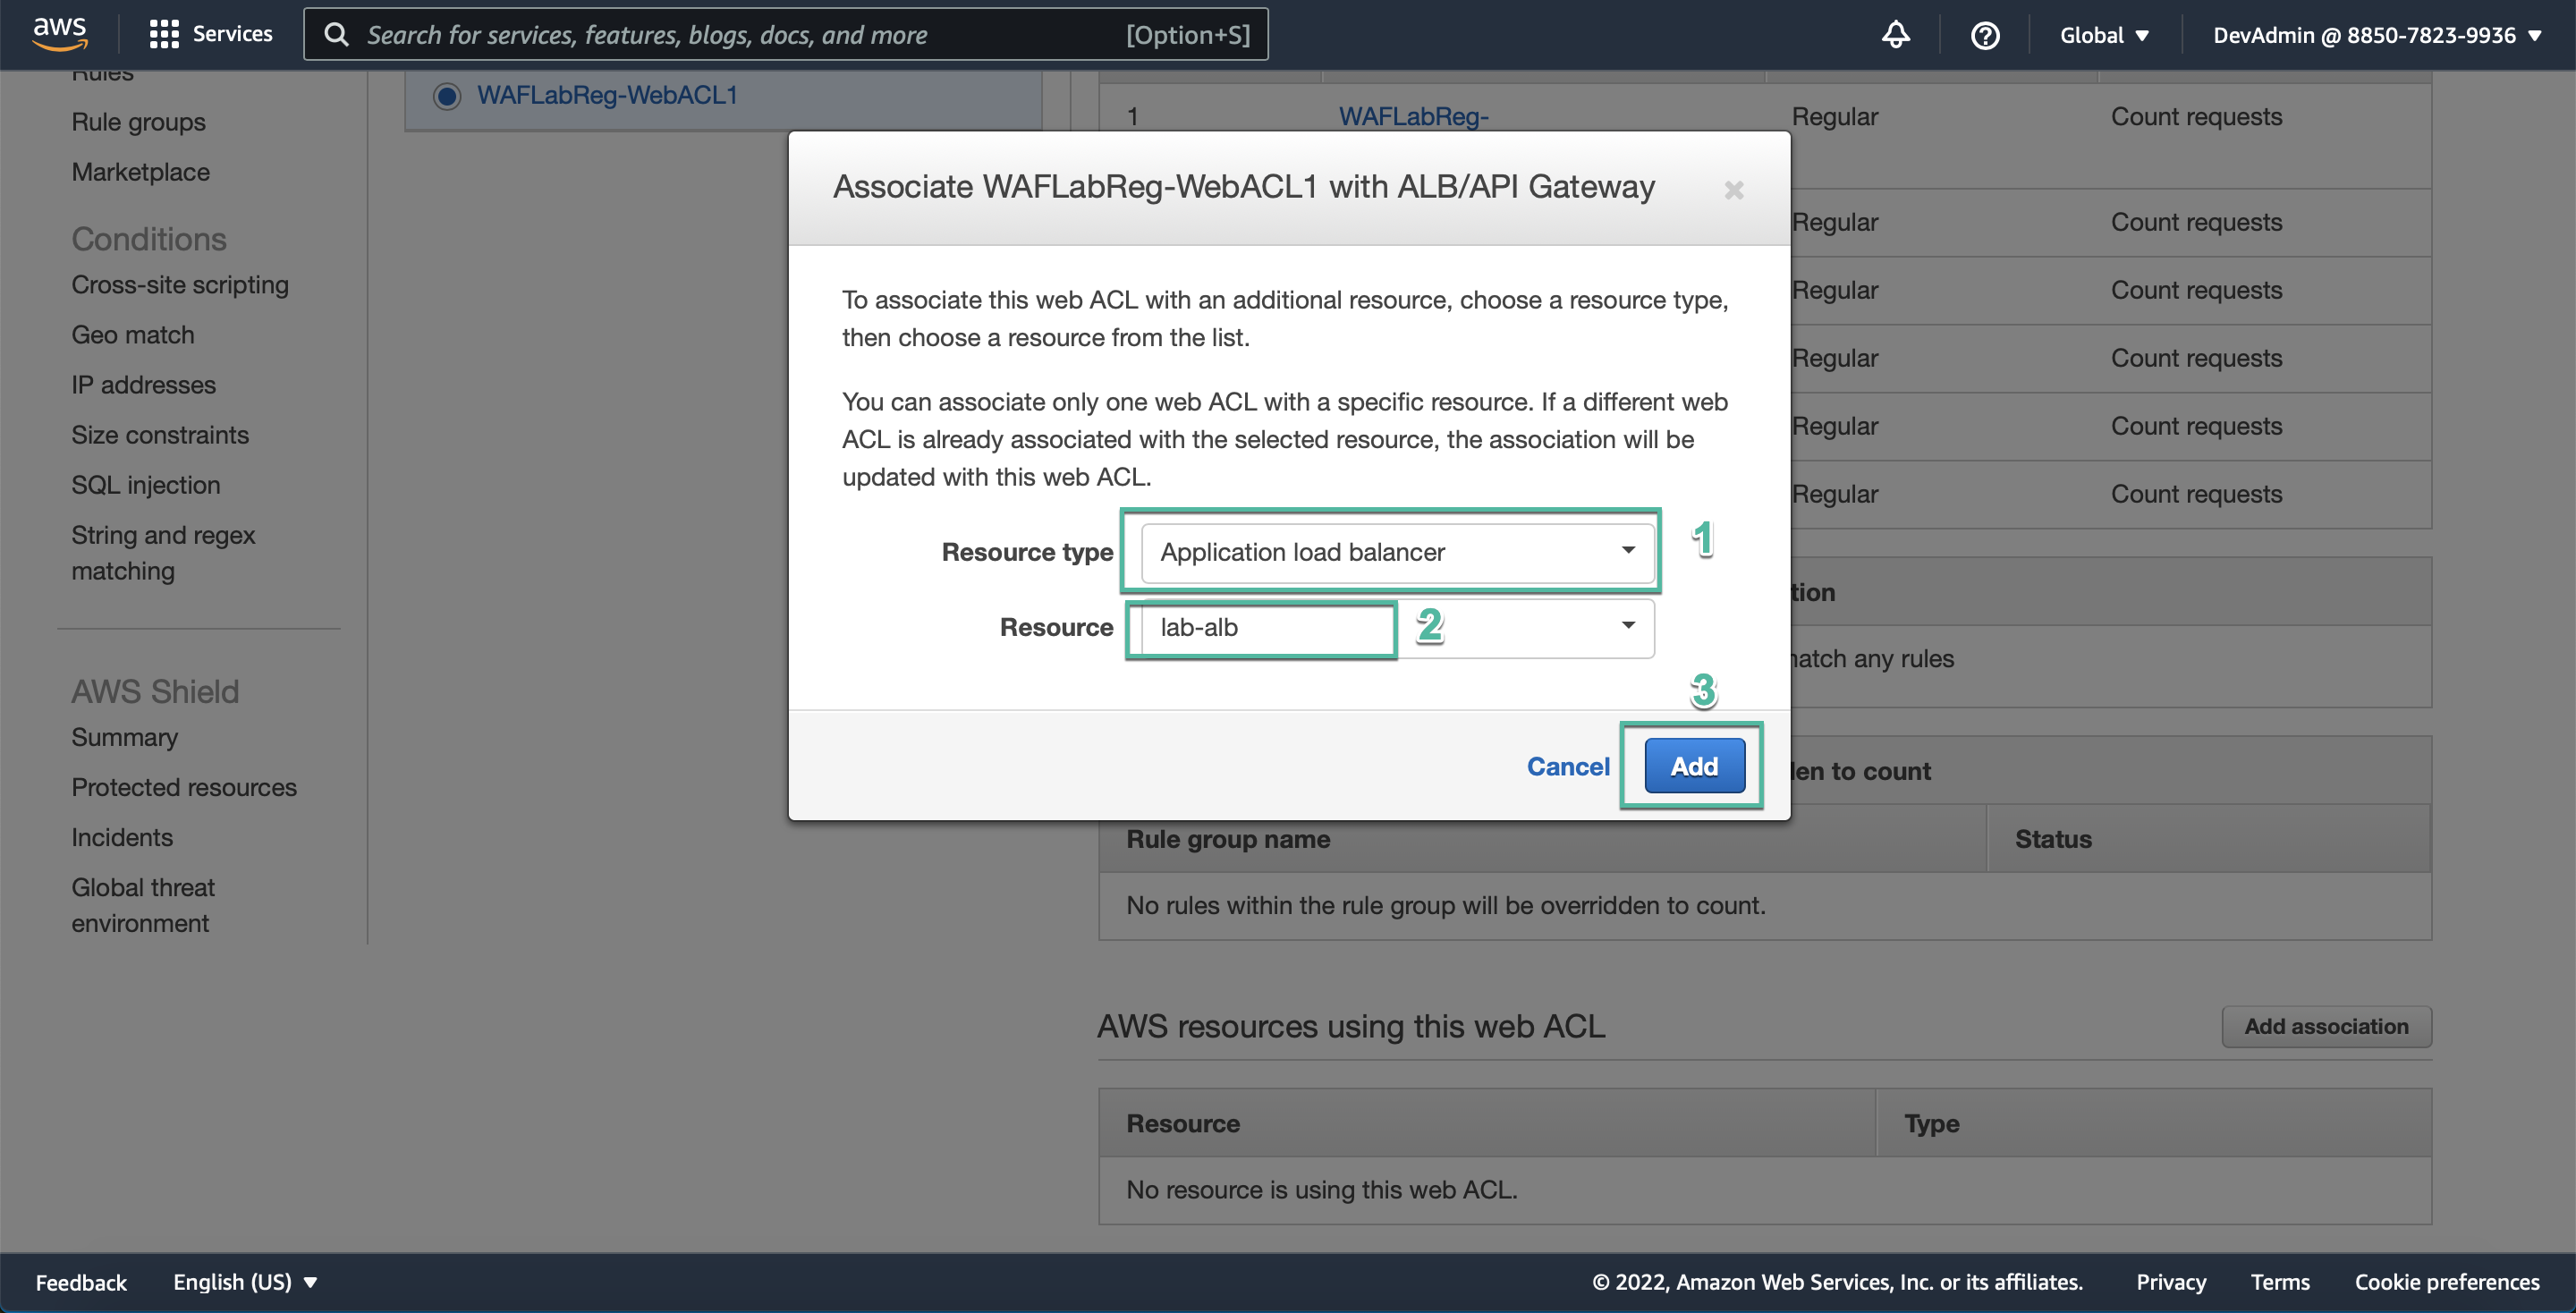 aws
Services
Search for services, features, blogs, docs, and more
[Option+S]
Global
DevAdmin @ 8850-7823-9936
Rules
Rule groups
Marketplace
Conditions
Cross-site scripting
Geo match
IP addresses
Size constraints
SQL injection
String and regex
matching
AWS Shield
Summary
Protected resources
Incidents
Global threat
environment
WAFLabReg-WebACL1
1 WAFLabReg- Regular Count requests
Regular Count requests
Regular Count requests
Regular Count requests
Regular Count requests
Regular Count requests
Associate WAFLabReg-WebACL1 with ALB/API Gateway
To associate this web ACL with an additional resource, choose a resource type,
then choose a resource from the list.
You can associate only one web ACL with a specific resource. If a different web
ACL is already associated with the selected resource, the association will be
updated with this web ACL.
Resource type Application load balancer 1
Resource lab-alb 2
3
Cancel Add
any rules
to count
Rule group name Status
No rules within the rule group will be overridden to count.
AWS resources using this web ACL
Add association
Resource Type
No resource is using this web ACL.
Feedback English (US)
© 2022, Amazon Web Services, Inc. or its affiliates. Privacy Terms Cookie preferences